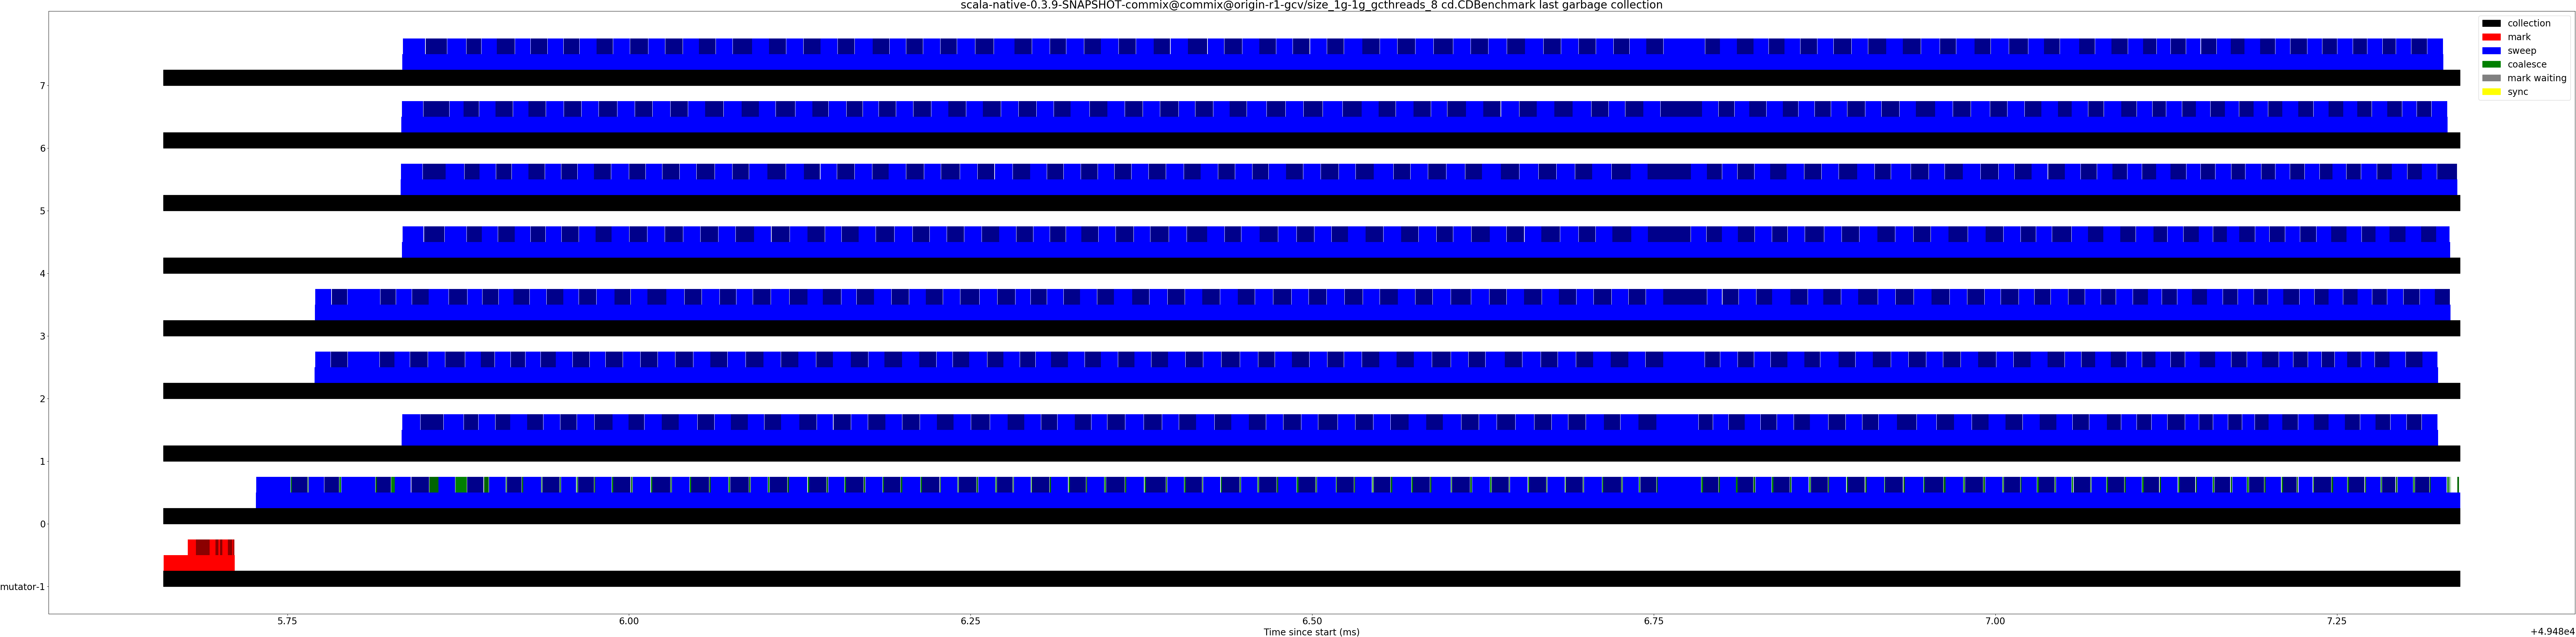 scala-native-0.3.9-SNAPSHOT-commix@commix@origin-r1-gcv/size_1g-1g_gcthreads_8 cd.CDBenchmark last garbage collection
collection
mark
sweep
coalesce
mark waiting
sync
7
6
5
4
3
2
1
0
mutator-1
5.75 6.00 6.25 6.50 6.75 7.00 7.25
Time since start (ms)
+4.948e4